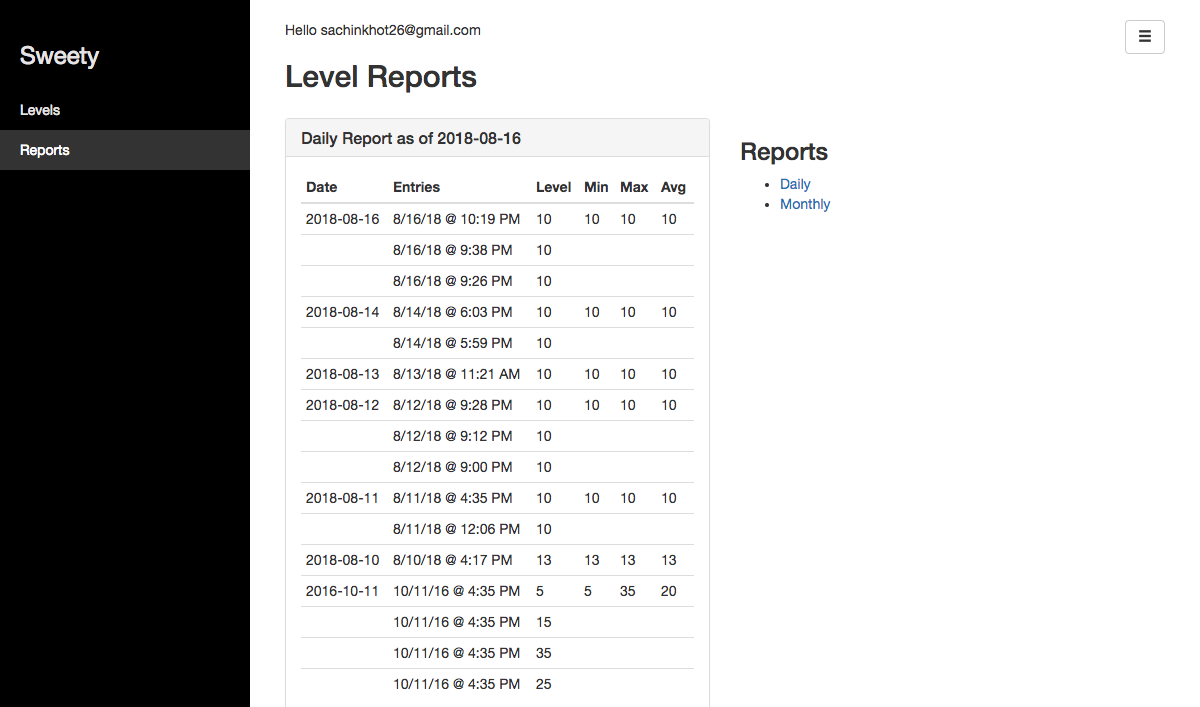 Sweety
Levels
Reports
Hello sachinkhot26@gmail.com
Level Reports
Daily Report as of 2018-08-16
Date Entries Level Min Max Avg
2018-08-16 8/16/18 @ 10:19 PM 10 10 10 10
8/16/18 @ 9:38 PM 10
8/16/18 @ 9:26 PM 10
2018-08-14 8/14/18 @ 6:03 PM 10 10 10 10
8/14/18 @ 5:59 PM 10
2018-08-13 8/13/18 @ 11:21 AM 10 10 10 10
2018-08-12 8/12/18 @ 9:28 PM 10 10 10 10
8/12/18 @ 9:12 PM 10
8/12/18 @ 9:00 PM 10
2018-08-11 8/11/18 @ 4:35 PM 10 10 10 10
8/11/18 @ 12:06 PM 10
2018-08-10 8/10/18 @ 4:17 PM 13 13 13 13
2016-10-11 10/11/16 @ 4:35 PM 5 5 35 20
10/11/16 @ 4:35 PM 15
10/11/16 @ 4:35 PM 35
10/11/16 @ 4:35 PM 25
Reports
Daily
Monthly